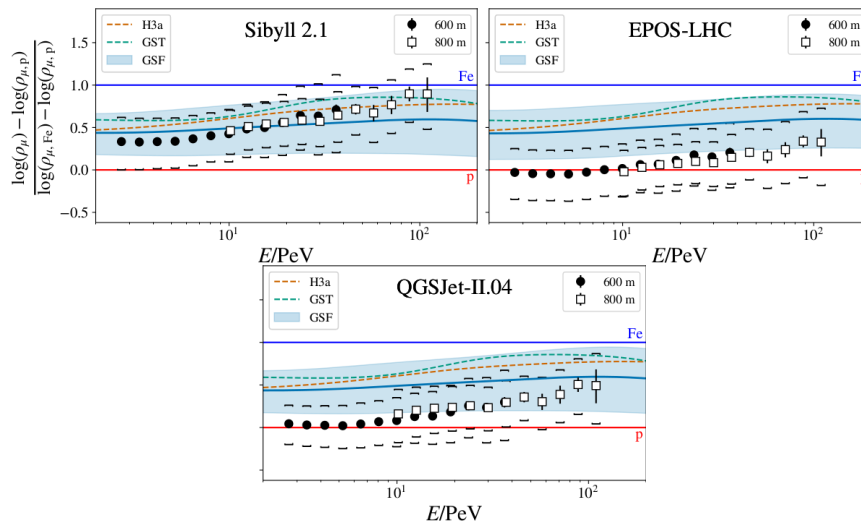 Sibyll 2.1
H3a
GST
GSF
600 m
800 m
Fe
p
1.5
1.0
0.5
0.0
−0.5
log(ρμ) − log(ρμ, p)
log(ρμ, Fe) − log(ρμ, p)
10¹
10²
E/PeV
EPOS-LHC
H3a
GST
GSF
600 m
800 m
F
p
10¹
10²
E/PeV
QGSJet-II.04
H3a
GST
GSF
600 m
800 m
Fe
p
10¹
10²
E/PeV